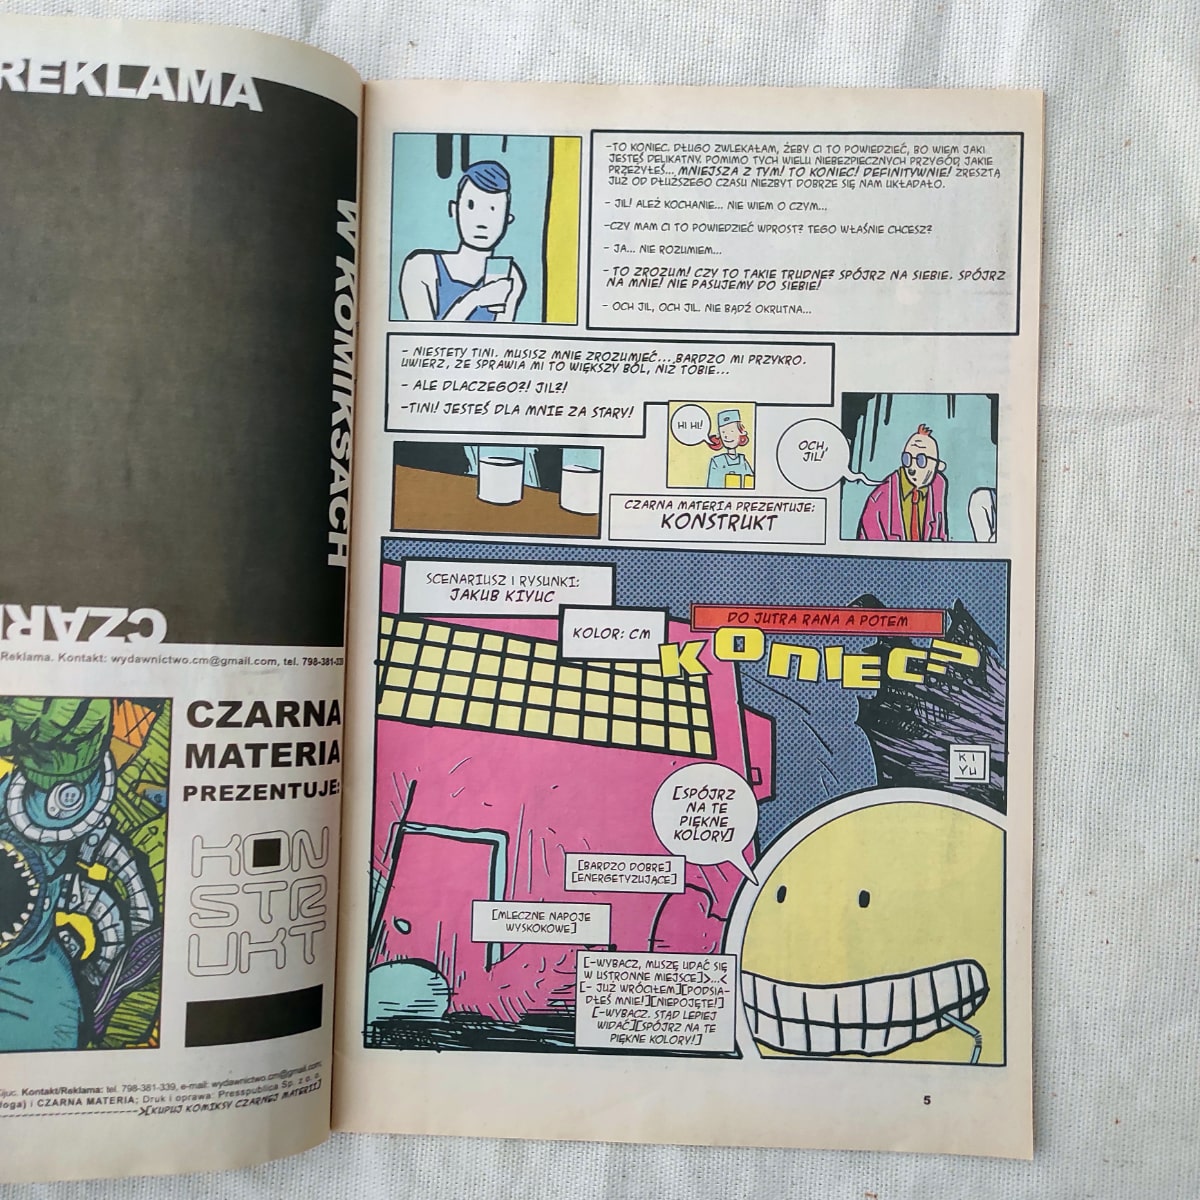 REKLAMA
W KOMIKSACH
Reklama. Kontakt: wydawnictwo.cm@gmail.com, tel. 798-381-339
CZARNA
MATERIA
PREZENTUJE:
KON
STR
UKT
Kontakt/Reklama: tel. 798-381-339, e-mail: wydawnictwo.cm@gmail.com,
i CZARNA MATERIA; Druk i oprawa: Presspublica Sp. z o. o.
>[KUPUJ KOMIKSY CZARNEJ MATERII]
-TO KONIEC. DŁUGO ZWLEKAŁAM, ŻEBY CI TO POWIEDZIEĆ, BO WIEM JAKI
JESTEŚ DELIKATNY. POMIMO TYCH WIELU NIEBEZPIECZNYCH PRZYGÓD, JAKIE
PRZEŻYŁEŚ... MNIEJSZA Z TYM! TO KONIEC! DEFINITYWNIE! ZRESZTĄ
JUŻ OD DŁUŻSZEGO CZASU NIEZBYT DOBRZE SIĘ NAM UKŁADAŁO.
- JIL! ALEŻ KOCHANIE... NIE WIEM O CZYM...
-CZY MAM CI TO POWIEDZIEĆ WPROST? TEGO WŁAŚNIE CHCESZ?
- JA... NIE ROZUMIEM...
- TO ZROZUM! CZY TO TAKIE TRUDNE? SPÓJRZ NA SIEBIE. SPÓJRZ
NA MNIE! NIE PASUJEMY DO SIEBIE!
- OCH JIL, OCH JIL. NIE BĄDŹ OKRUTNA...
- NIESTETY TINI. MUSISZ MNIE ZROZUMIEĆ... BARDZO MI PRZYKRO.
UWIERZ, ŻE SPRAWIA MI TO WIĘKSZY BÓL, NIŻ TOBIE...
- ALE DLACZEGO?! JIL?!
-TINI! JESTEŚ DLA MNIE ZA STARY!
HI HI!
OCH,
JIL!
CZARNA MATERIA PREZENTUJE:
KONSTRUKT
SCENARIUSZ I RYSUNKI:
JAKUB KIYUC
KOLOR: CM
DO JUTRA RANA A POTEM
KONIEC?
KI
YU
[SPÓJRZ
NA TE
PIĘKNE
KOLORY]
[BARDZO DOBRE]
[ENERGETYZUJĄCE]
[MLECZNE NAPOJE
WYSKOKOWE]
[-WYBACZ, MUSZĘ UDAĆ SIĘ
W USTRONNE MIEJSCE]>...<
[- JUŻ WRÓCIŁEM][PODSIA-
DŁEŚ MNIE!][NIEPOJĘTE!]
[-WYBACZ. STĄD LEPIEJ
WIDAĆ][SPÓJRZ NA TE
PIĘKNE KOLORY!]
5